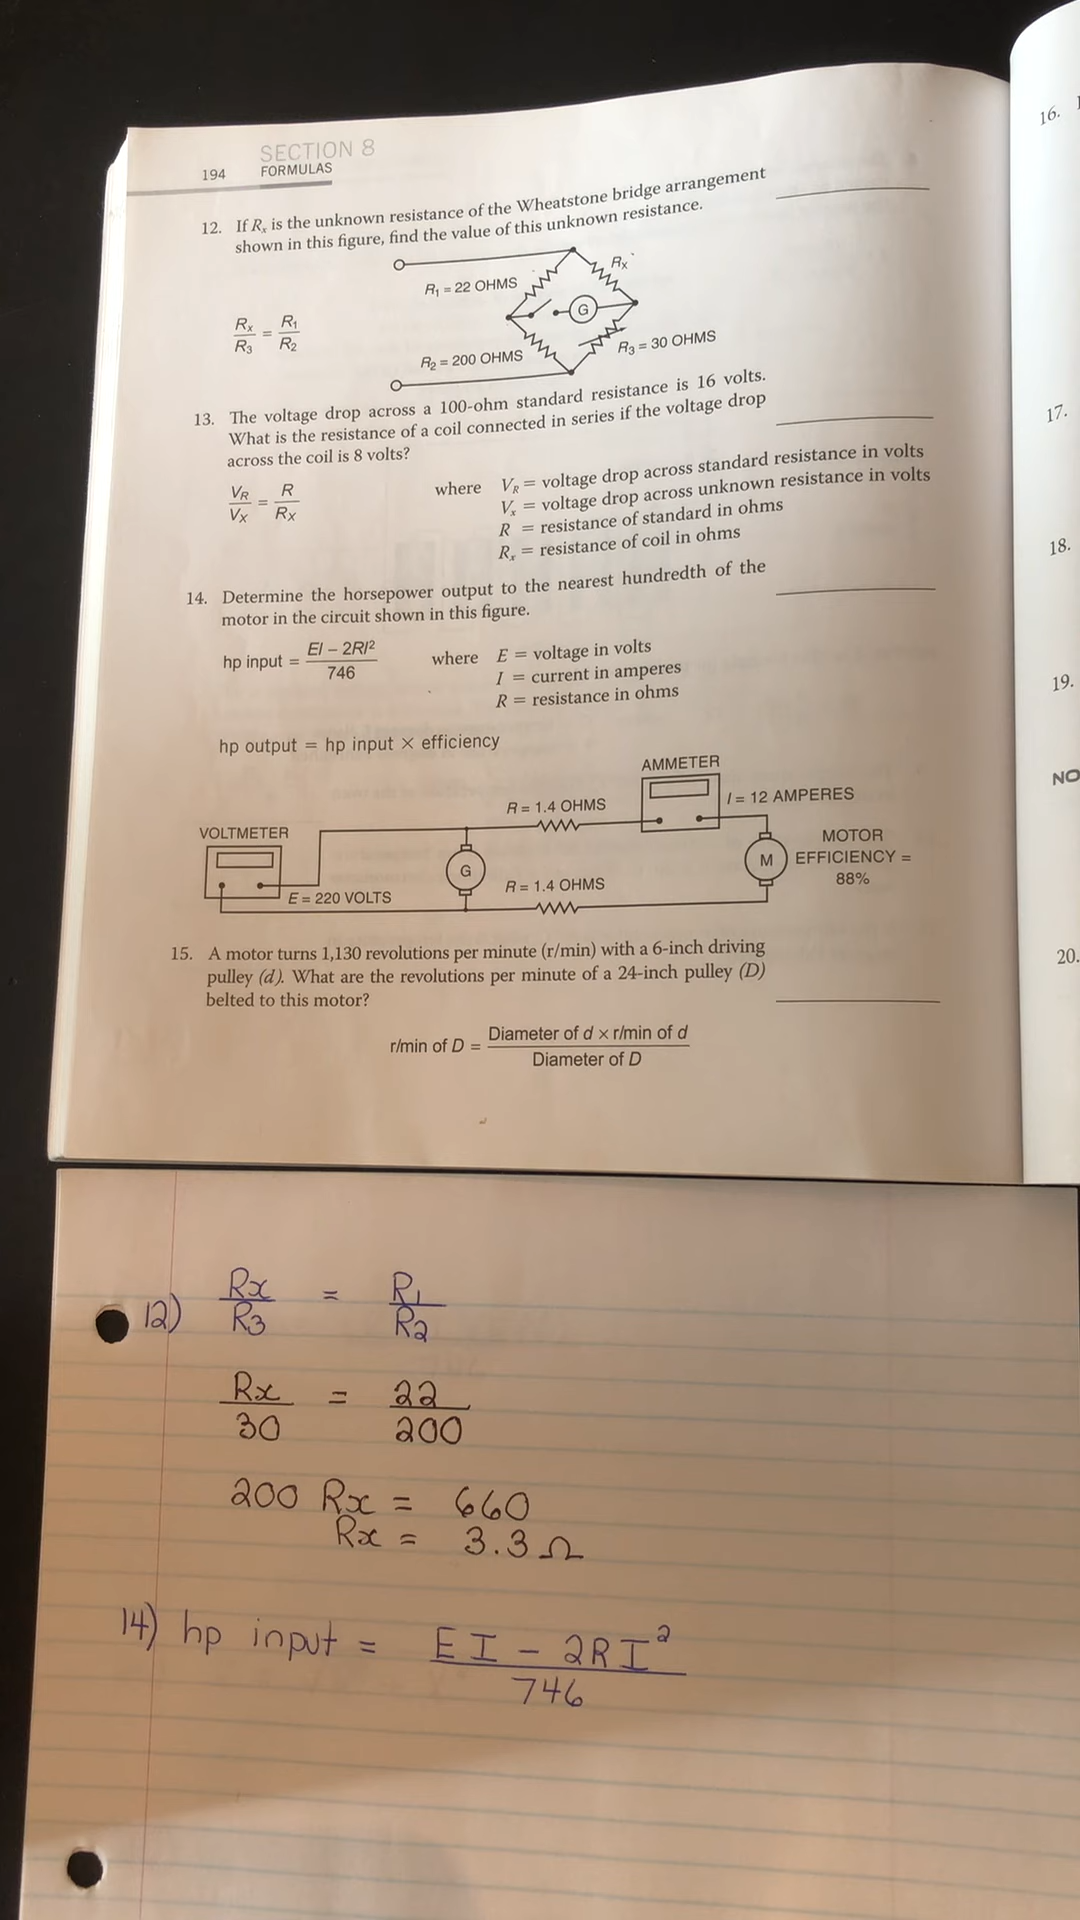 SECTION 8
194 FORMULAS
12. If Rx is the unknown resistance of the Wheatstone bridge arrangement
shown in this figure, find the value of this unknown resistance.
R1 = 22 OHMS
Rx
G
Rx/R3 = R1/R2
R2 = 200 OHMS
R3 = 30 OHMS
13. The voltage drop across a 100-ohm standard resistance is 16 volts.
What is the resistance of a coil connected in series if the voltage drop
across the coil is 8 volts?
VR/VX = R/RX
where VR = voltage drop across standard resistance in volts
Vx = voltage drop across unknown resistance in volts
R = resistance of standard in ohms
Rx = resistance of coil in ohms
14. Determine the horsepower output to the nearest hundredth of the
motor in the circuit shown in this figure.
hp input = EI – 2RI²/746
where E = voltage in volts
I = current in amperes
R = resistance in ohms
hp output = hp input × efficiency
AMMETER
R = 1.4 OHMS
I = 12 AMPERES
VOLTMETER
G
M
MOTOR
EFFICIENCY =
88%
R = 1.4 OHMS
E = 220 VOLTS
15. A motor turns 1,130 revolutions per minute (r/min) with a 6-inch driving
pulley (d). What are the revolutions per minute of a 24-inch pulley (D)
belted to this motor?
r/min of D = Diameter of d × r/min of d
Diameter of D
16.
17.
18.
19.
NO
20.
12) Rx/R3 = R1/R2
Rx/30 = 22/200
200 Rx = 660
Rx = 3.3 Ω
14) hp input = EI - 2RI²
746